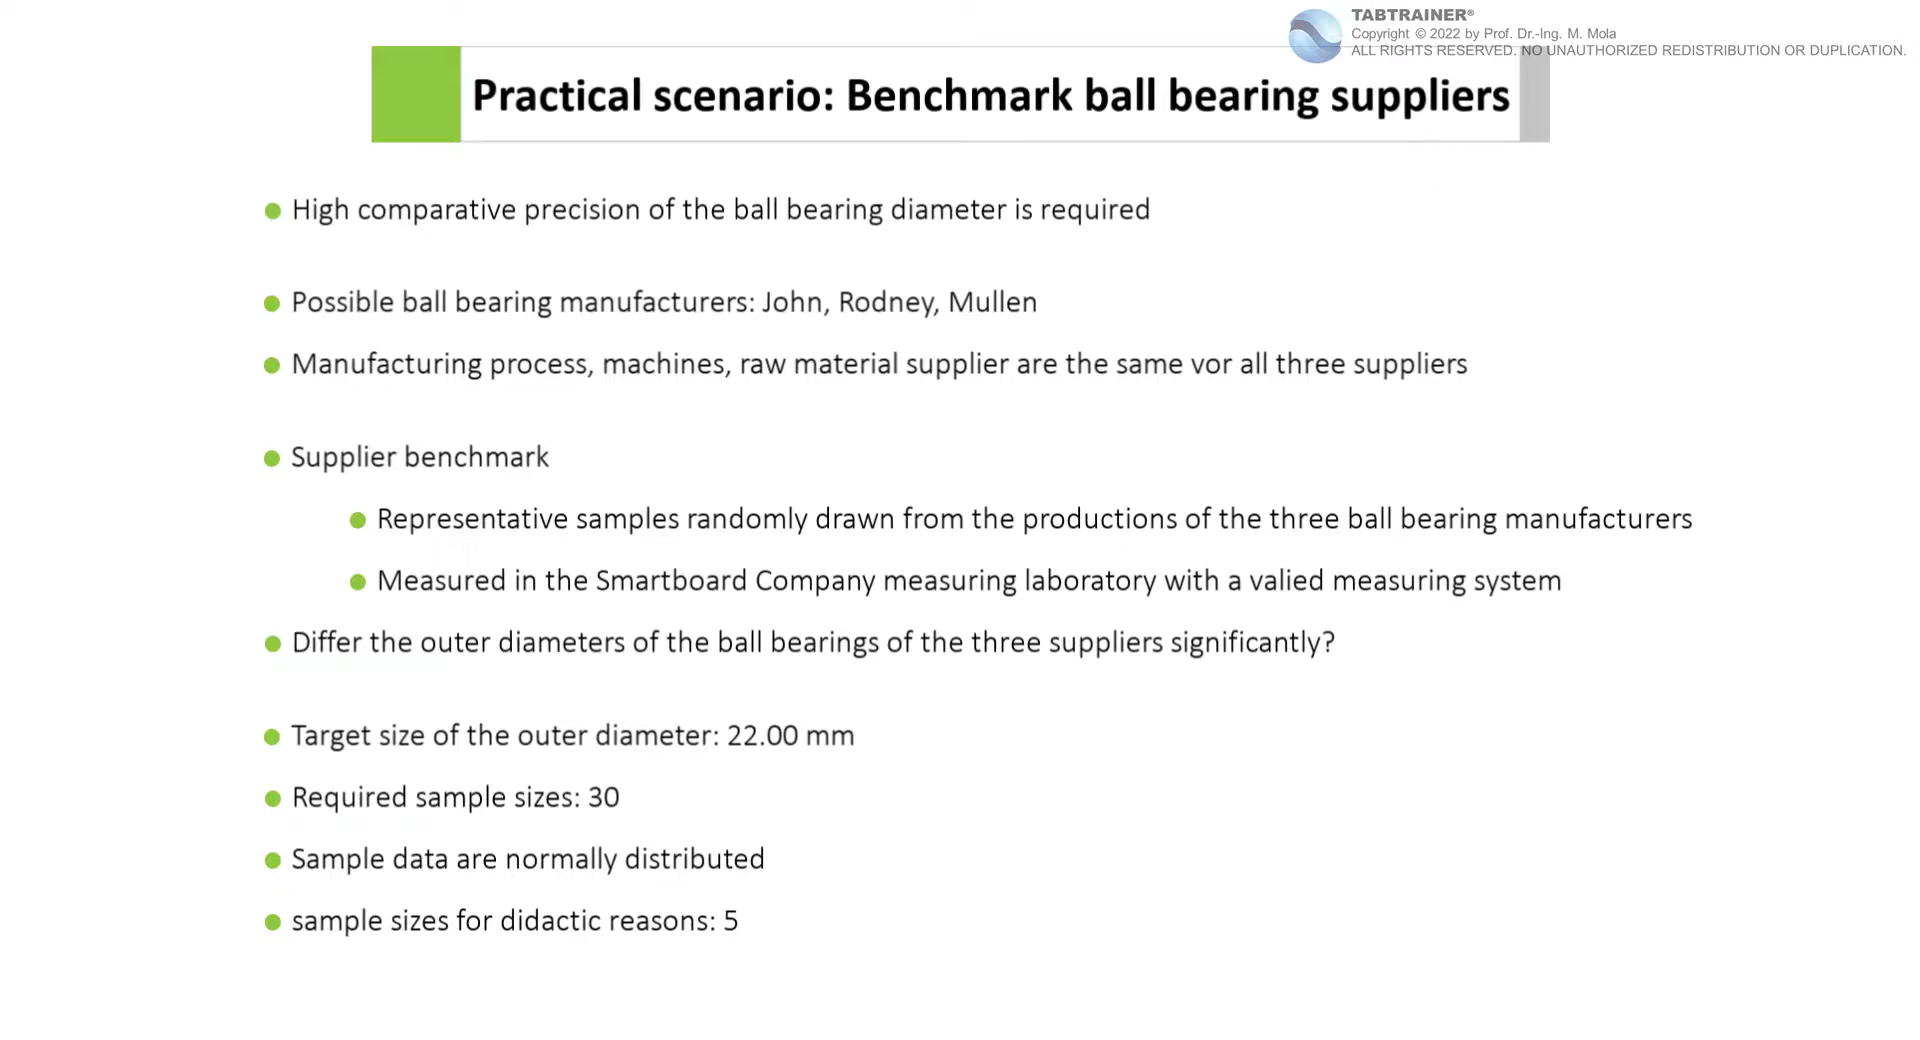 TABTRAINER®
Copyright © 2022 by Prof. Dr.-Ing. M. Mola
ALL RIGHTS RESERVED. NO UNAUTHORIZED REDISTRIBUTION OR DUPLICATION.
Practical scenario: Benchmark ball bearing suppliers
High comparative precision of the ball bearing diameter is required
Possible ball bearing manufacturers: John, Rodney, Mullen
Manufacturing process, machines, raw material supplier are the same vor all three suppliers
Supplier benchmark
Representative samples randomly drawn from the productions of the three ball bearing manufacturers
Measured in the Smartboard Company measuring laboratory with a valied measuring system
Differ the outer diameters of the ball bearings of the three suppliers significantly?
Target size of the outer diameter: 22.00 mm
Required sample sizes: 30
Sample data are normally distributed
sample sizes for didactic reasons: 5